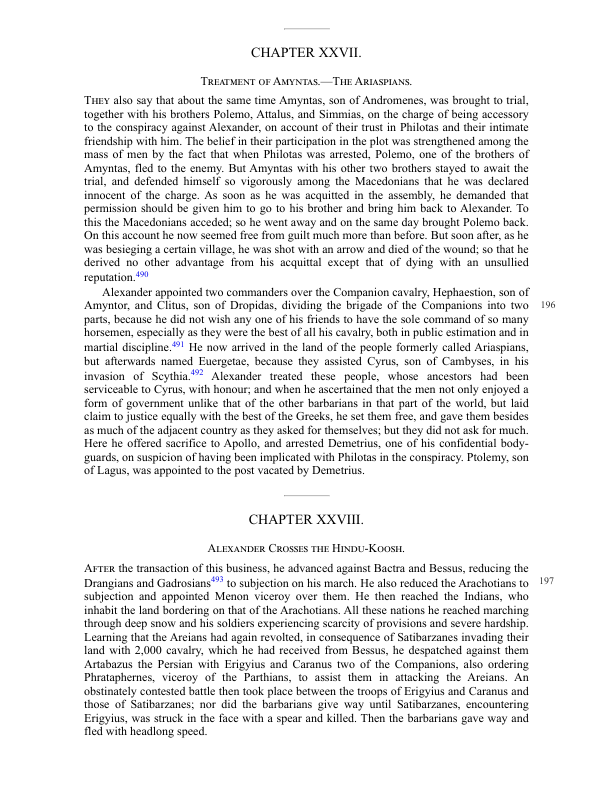 CHAPTER XXVII.
Treatment of Amyntas.—The Ariaspians.
They also say that about the same time Amyntas, son of Andromenes, was brought to trial,
together with his brothers Polemo, Attalus, and Simmias, on the charge of being accessory
to the conspiracy against Alexander, on account of their trust in Philotas and their intimate
friendship with him. The belief in their participation in the plot was strengthened among the
mass of men by the fact that when Philotas was arrested, Polemo, one of the brothers of
Amyntas, fled to the enemy. But Amyntas with his other two brothers stayed to await the
trial, and defended himself so vigorously among the Macedonians that he was declared
innocent of the charge. As soon as he was acquitted in the assembly, he demanded that
permission should be given him to go to his brother and bring him back to Alexander. To
this the Macedonians acceded; so he went away and on the same day brought Polemo back.
On this account he now seemed free from guilt much more than before. But soon after, as he
was besieging a certain village, he was shot with an arrow and died of the wound; so that he
derived no other advantage from his acquittal except that of dying with an unsullied
reputation.490
Alexander appointed two commanders over the Companion cavalry, Hephaestion, son of
Amyntor, and Clitus, son of Dropidas, dividing the brigade of the Companions into two 196
parts, because he did not wish any one of his friends to have the sole command of so many
horsemen, especially as they were the best of all his cavalry, both in public estimation and in
martial discipline.491 He now arrived in the land of the people formerly called Ariaspians,
but afterwards named Euergetae, because they assisted Cyrus, son of Cambyses, in his
invasion of Scythia.492 Alexander treated these people, whose ancestors had been
serviceable to Cyrus, with honour; and when he ascertained that the men not only enjoyed a
form of government unlike that of the other barbarians in that part of the world, but laid
claim to justice equally with the best of the Greeks, he set them free, and gave them besides
as much of the adjacent country as they asked for themselves; but they did not ask for much.
Here he offered sacrifice to Apollo, and arrested Demetrius, one of his confidential body-
guards, on suspicion of having been implicated with Philotas in the conspiracy. Ptolemy, son
of Lagus, was appointed to the post vacated by Demetrius.
CHAPTER XXVIII.
Alexander Crosses the Hindu-Koosh.
After the transaction of this business, he advanced against Bactra and Bessus, reducing the
Drangians and Gadrosians493 to subjection on his march. He also reduced the Arachotians to 197
subjection and appointed Menon viceroy over them. He then reached the Indians, who
inhabit the land bordering on that of the Arachotians. All these nations he reached marching
through deep snow and his soldiers experiencing scarcity of provisions and severe hardship.
Learning that the Areians had again revolted, in consequence of Satibarzanes invading their
land with 2,000 cavalry, which he had received from Bessus, he despatched against them
Artabazus the Persian with Erigyius and Caranus two of the Companions, also ordering
Phrataphernes, viceroy of the Parthians, to assist them in attacking the Areians. An
obstinately contested battle then took place between the troops of Erigyius and Caranus and
those of Satibarzanes; nor did the barbarians give way until Satibarzanes, encountering
Erigyius, was struck in the face with a spear and killed. Then the barbarians gave way and
fled with headlong speed.